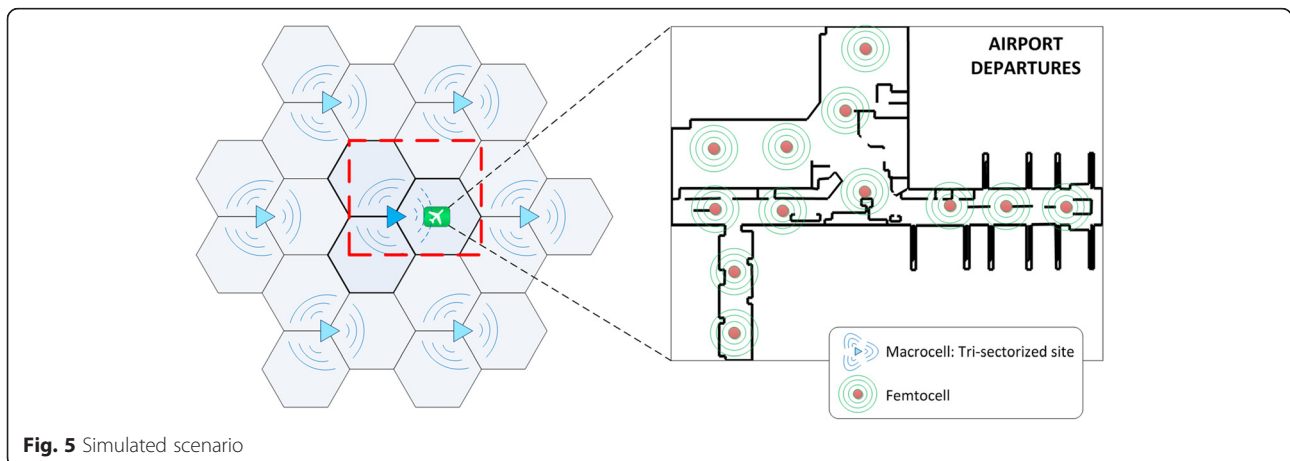 AIRPORT
DEPARTURES
Macrocell: Tri-sectorized site
Femtocell
Fig. 5 Simulated scenario